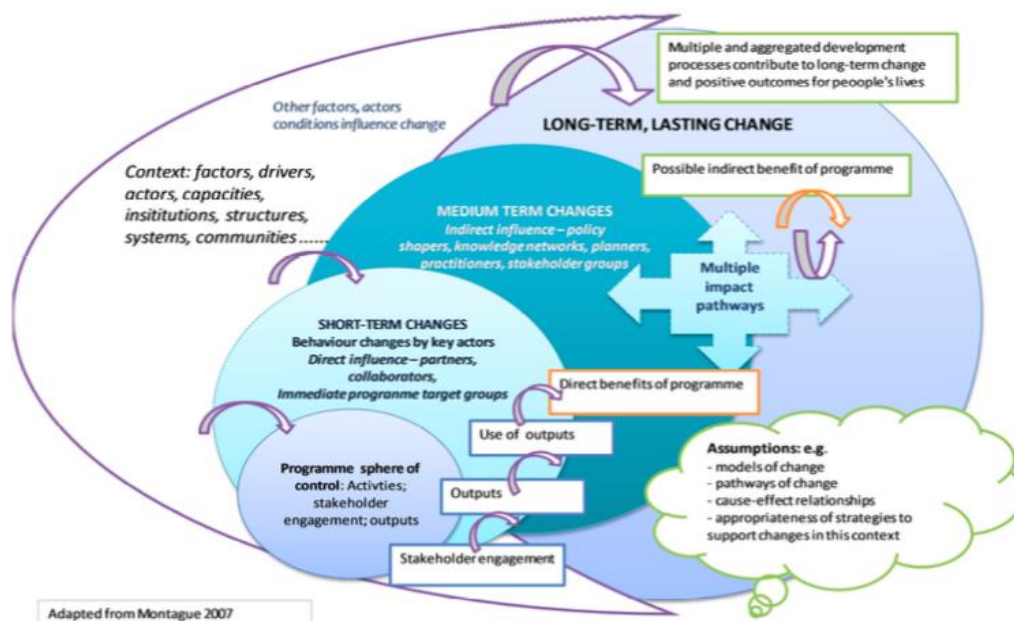 Multiple and aggregated development
processes contribute to long-term change
and positive outcomes for peoople's lives
Other factors, actors
conditions influence change
LONG-TERM, LASTING CHANGE
Context: factors, drivers,
actors, capacities,
insititutions, structures,
systems, communities ......
Possible indirect benefit of programme
MEDIUM TERM CHANGES
Indirect influence – policy
shapers, knowledge networks, planners,
practitioners, stakeholder groups
Multiple
impact
pathways
SHORT-TERM CHANGES
Behaviour changes by key actors
Direct influence – partners,
collaborators,
Immediate programme target groups
Direct benefits of programme
Use of outputs
Programme sphere of
control: Activties;
stakeholder
engagement; outputs
Outputs
Stakeholder engagement
Assumptions: e.g.
- models of change
- pathways of change
- cause-effect relationships
- appropriateness of strategies to
support changes in this context
Adapted from Montague 2007